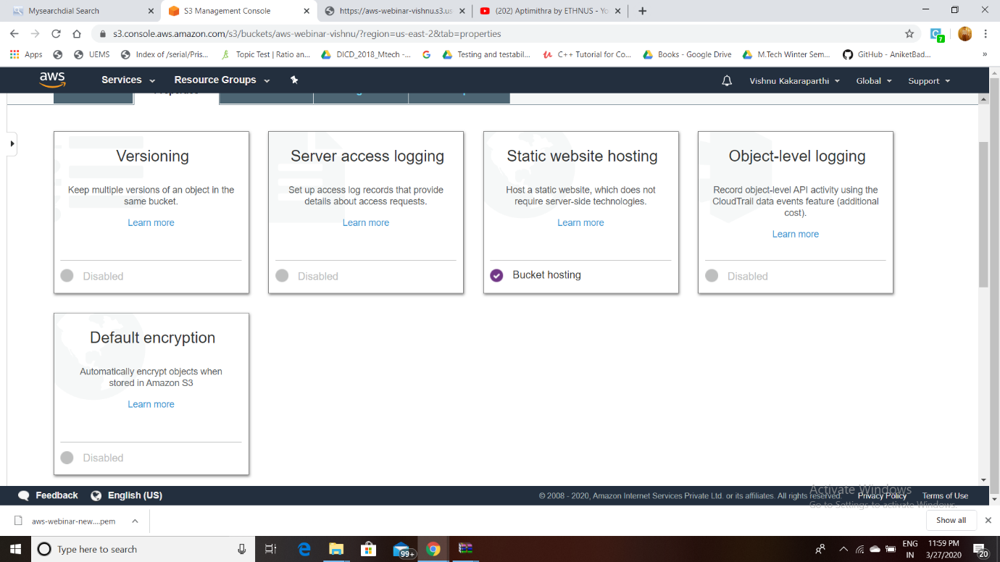 Mysearchdial Search
S3 Management Console
https://aws-webinar-vishnu.s3.us
(202) Aptimithra by ETHNUS - Yo
s3.console.aws.amazon.com/s3/buckets/aws-webinar-vishnu/?region=us-east-2&tab=properties
7
Apps
UEMS
Index of /serial/Pris...
Topic Test | Ratio an...
DICD_2018_Mtech -...
Testing and testabil...
C++ Tutorial for Co...
Books - Google Drive
M.Tech Winter Sem...
GitHub - AniketBad...
aws
Services
Resource Groups
Vishnu Kakaraparthi
Global
Support
Properties
Versioning
Keep multiple versions of an object in the
same bucket.
Learn more
Disabled
Server access logging
Set up access log records that provide
details about access requests.
Learn more
Disabled
Static website hosting
Host a static website, which does not
require server-side technologies.
Learn more
Bucket hosting
Object-level logging
Record object-level API activity using the
CloudTrail data events feature (additional
cost).
Learn more
Disabled
Default encryption
Automatically encrypt objects when
stored in Amazon S3
Learn more
Disabled
Feedback
English (US)
© 2008 - 2020, Amazon Internet Services Private Ltd. or its affiliates. All rights reserved.
Privacy Policy
Terms of Use
Activate Windows
Go to Settings to activate Windows.
aws-webinar-new....pem
Show all
Type here to search
99+
ENG
IN
11:59 PM
3/27/2020
20